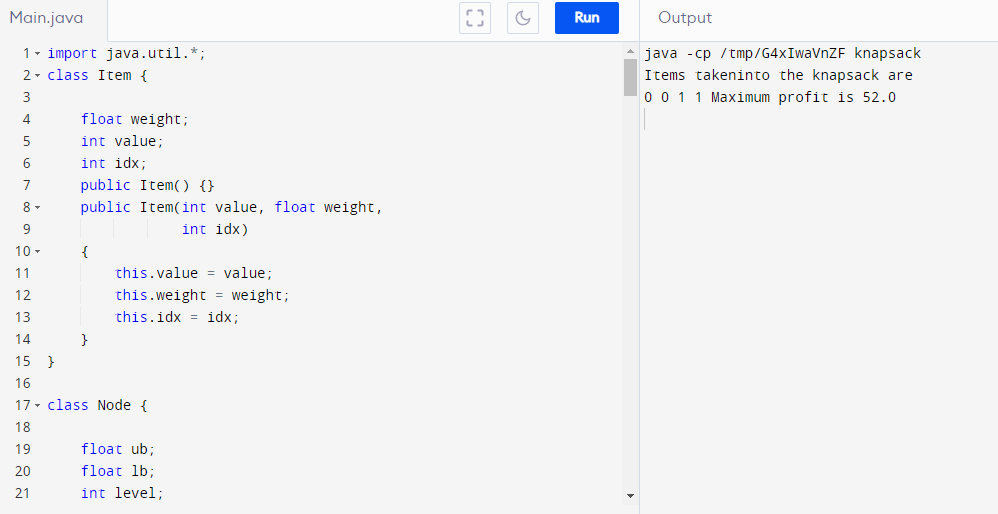 Main.java
Run
Output
1 import java.util.*;
2 class Item {
3
4     float weight;
5     int value;
6     int idx;
7     public Item() {}
8     public Item(int value, float weight,
9                 int idx)
10     {
11         this.value = value;
12         this.weight = weight;
13         this.idx = idx;
14     }
15 }
16
17 class Node {
18
19     float ub;
20     float lb;
21     int level;
java -cp /tmp/G4xIwaVnZF knapsack
Items takeninto the knapsack are
0 0 1 1 Maximum profit is 52.0